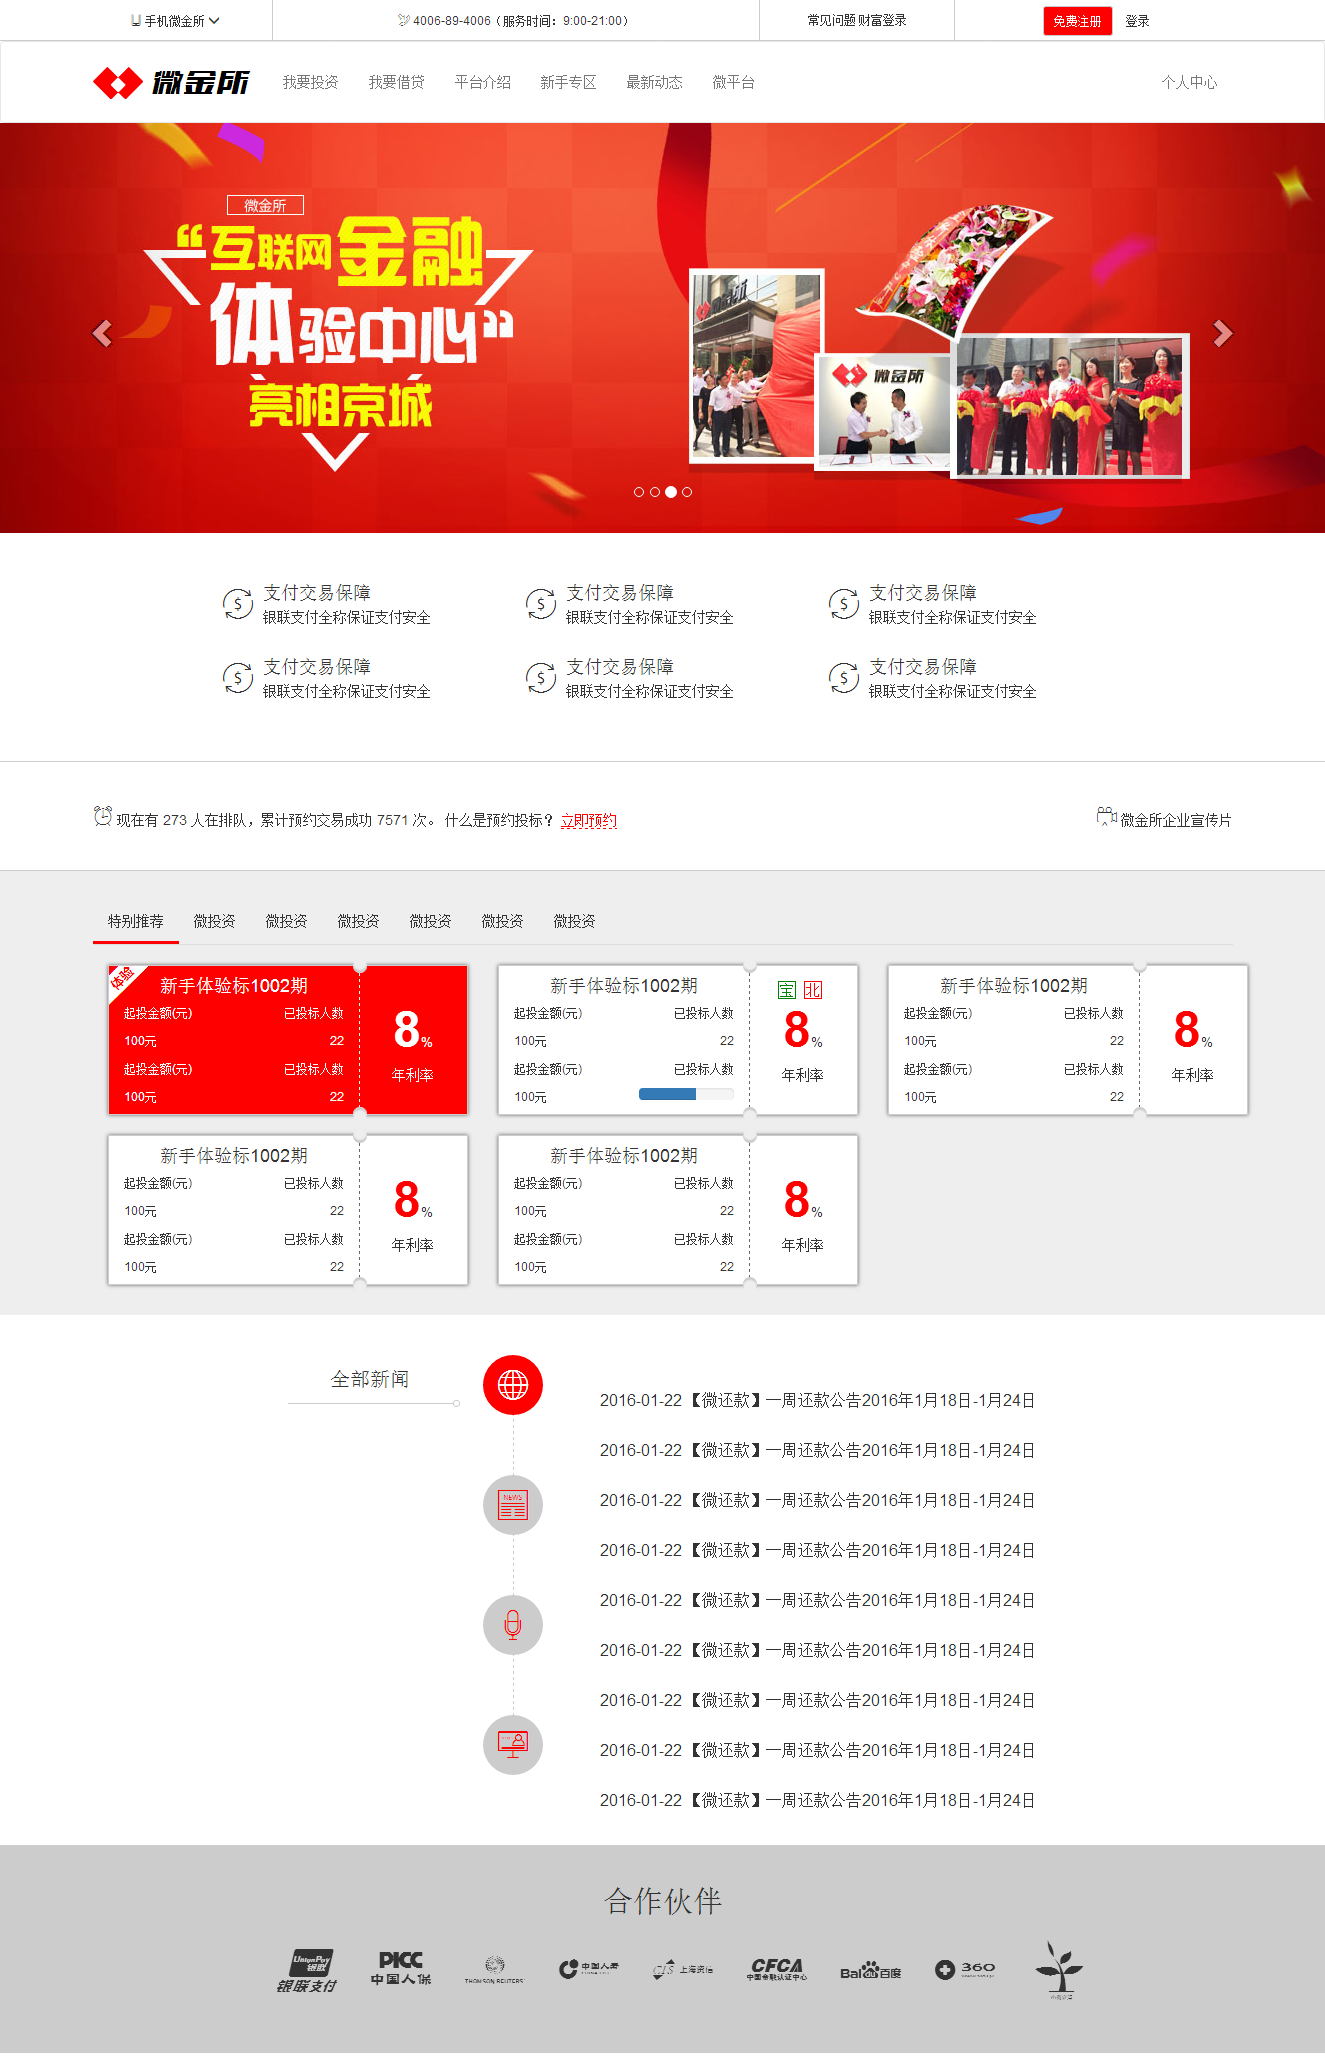 手机微金所
4006-89-4006（服务时间：9:00-21:00）
常见问题 财富登录
免费注册 登录
微金所 我要投资 我要借贷 平台介绍 新手专区 最新动态 微平台 个人中心
微金所
“互联网金融
体验中心”
亮相京城
微金所
微金所
支付交易保障 支付交易保障 支付交易保障
银联支付全称保证支付安全 银联支付全称保证支付安全 银联支付全称保证支付安全
支付交易保障 支付交易保障 支付交易保障
银联支付全称保证支付安全 银联支付全称保证支付安全 银联支付全称保证支付安全
现在有 273 人在排队，累计预约交易成功 7571 次。 什么是预约投标？ 立即预约 微金所企业宣传片
特别推荐 微投资 微投资 微投资 微投资 微投资 微投资
体验
新手体验标1002期
起投金额(元) 已投标人数
100元 22
起投金额(元) 已投标人数
100元 22
8%
年利率
新手体验标1002期
起投金额(元) 已投标人数
100元 22
起投金额(元) 已投标人数
100元
宝 北
8%
年利率
新手体验标1002期
起投金额(元) 已投标人数
100元 22
起投金额(元) 已投标人数
100元 22
8%
年利率
新手体验标1002期
起投金额(元) 已投标人数
100元 22
起投金额(元) 已投标人数
100元 22
8%
年利率
新手体验标1002期
起投金额(元) 已投标人数
100元 22
起投金额(元) 已投标人数
100元 22
8%
年利率
全部新闻
NEWS
2016-01-22 【微还款】一周还款公告2016年1月18日-1月24日
2016-01-22 【微还款】一周还款公告2016年1月18日-1月24日
2016-01-22 【微还款】一周还款公告2016年1月18日-1月24日
2016-01-22 【微还款】一周还款公告2016年1月18日-1月24日
2016-01-22 【微还款】一周还款公告2016年1月18日-1月24日
2016-01-22 【微还款】一周还款公告2016年1月18日-1月24日
2016-01-22 【微还款】一周还款公告2016年1月18日-1月24日
2016-01-22 【微还款】一周还款公告2016年1月18日-1月24日
2016-01-22 【微还款】一周还款公告2016年1月18日-1月24日
合作伙伴
UnionPay
银联
银联支付
PICC
中国人保
THOMSON REUTERS
中国人寿
CIS 上海资信
CFCA
中国金融认证中心
Bai du 百度
360